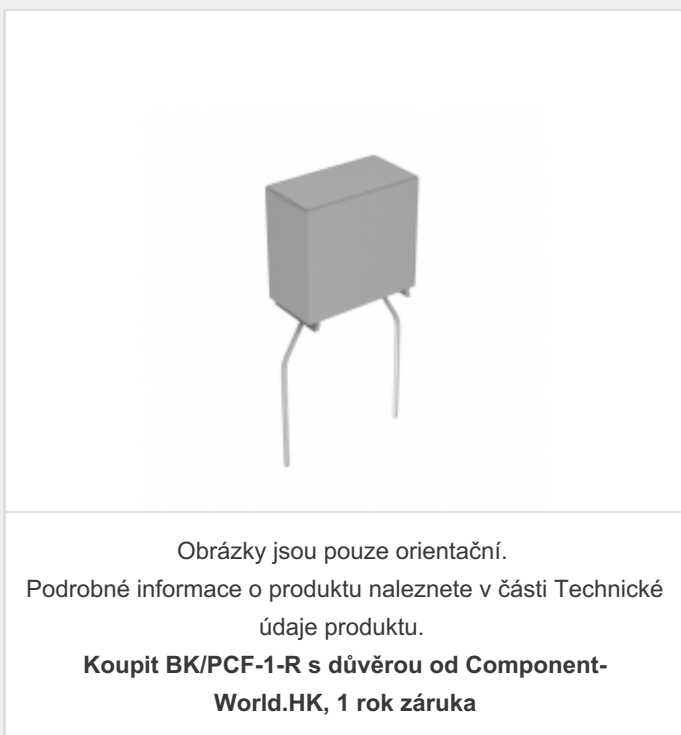 Obrázky jsou pouze orientační.
Podrobné informace o produktu naleznete v části Technické
údaje produktu.
Koupit BK/PCF-1-R s důvěrou od Component-
World.HK, 1 rok záruka